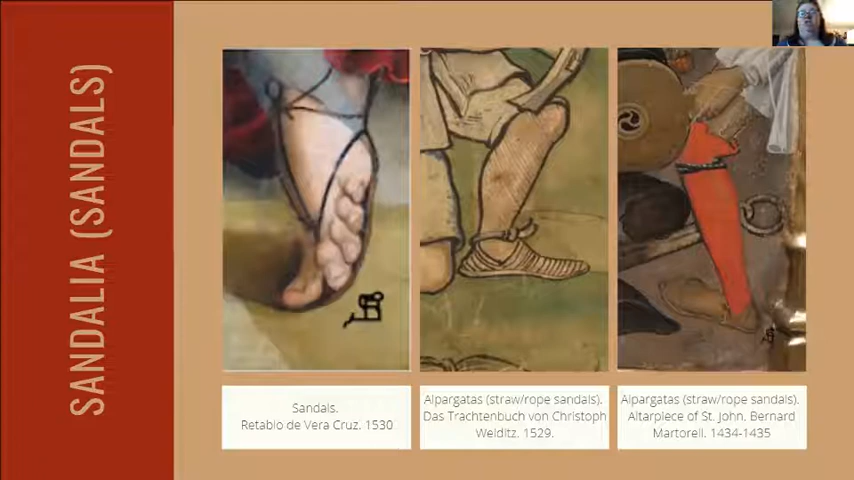 SANDALIA (SANDALS)
Sandals.
Retablo de Vera Cruz. 1530
Alpargatas (straw/rope sandals).
Das Trachtenbuch von Christoph
Weiditz. 1529.
Alpargatas (straw/rope sandals).
Altarpiece of St. John. Bernard
Martorell. 1434-1435